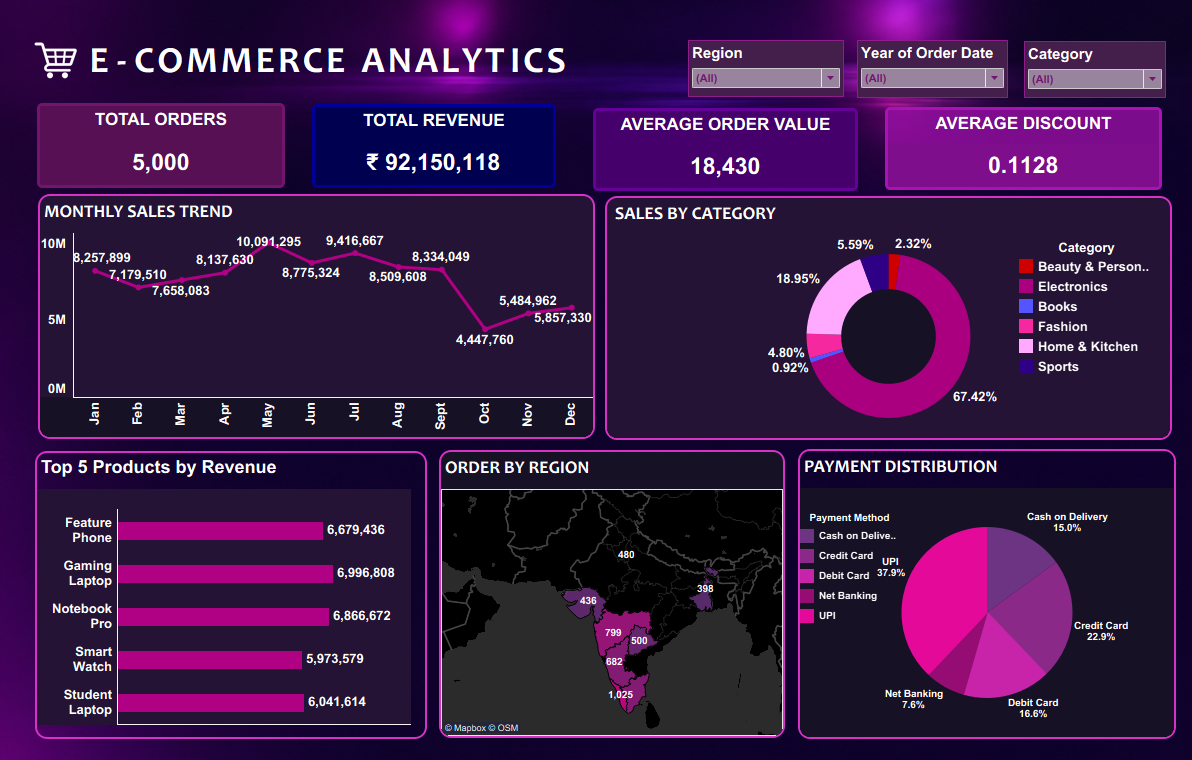 E-COMMERCE ANALYTICS
Region
(All)
Year of Order Date
(All)
Category
(All)
TOTAL ORDERS
5,000
TOTAL REVENUE
₹ 92,150,118
AVERAGE ORDER VALUE
18,430
AVERAGE DISCOUNT
0.1128
MONTHLY SALES TREND
10M
5M
0M
8,257,899
7,179,510
7,658,083
8,137,630
10,091,295
8,775,324
9,416,667
8,509,608
8,334,049
4,447,760
5,484,962
5,857,330
Jan
Feb
Mar
Apr
May
Jun
Jul
Aug
Sept
Oct
Nov
Dec
SALES BY CATEGORY
5.59%
2.32%
18.95%
4.80%
0.92%
67.42%
Category
Beauty & Person..
Electronics
Books
Fashion
Home & Kitchen
Sports
Top 5 Products by Revenue
Feature
Phone
6,679,436
Gaming
Laptop
6,996,808
Notebook
Pro
6,866,672
Smart
Watch
5,973,579
Student
Laptop
6,041,614
ORDER BY REGION
480
398
436
799
500
682
1,025
© Mapbox © OSM
PAYMENT DISTRIBUTION
Payment Method
Cash on Delive..
Credit Card
Debit Card
Net Banking
UPI
Cash on Delivery
15.0%
UPI
37.9%
Credit Card
22.9%
Net Banking
7.6%
Debit Card
16.6%